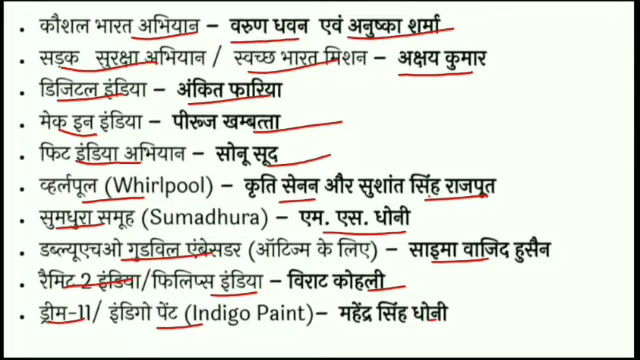 • कौशल भारत अभियान – वरुण धवन एवं अनुष्का शर्मा
• सड़क सुरक्षा अभियान / स्वच्छ भारत मिशन – अक्षय कुमार
• डिजिटल इंडिया – अंकित फारिया
• मेक इन इंडिया – पीरूज खम्बत्ता
• फिट इंडिया अभियान – सोनू सूद
• व्हर्लपूल (Whirlpool) – कृति सेनन और सुशांत सिंह राजपूत
• सुमधुरा समूह (Sumadhura) – एम. एस. धोनी
• डब्ल्यूएचओ गुडविल एंबेसडर (ऑटिज्म के लिए) – साइमा वाजिद हुसैन
• रैमिट 2 इंडिया/फिलिप्स इंडिया – विराट कोहली
• ड्रीम-11/ इंडिगो पेंट (Indigo Paint)– महेंद्र सिंह धोनी